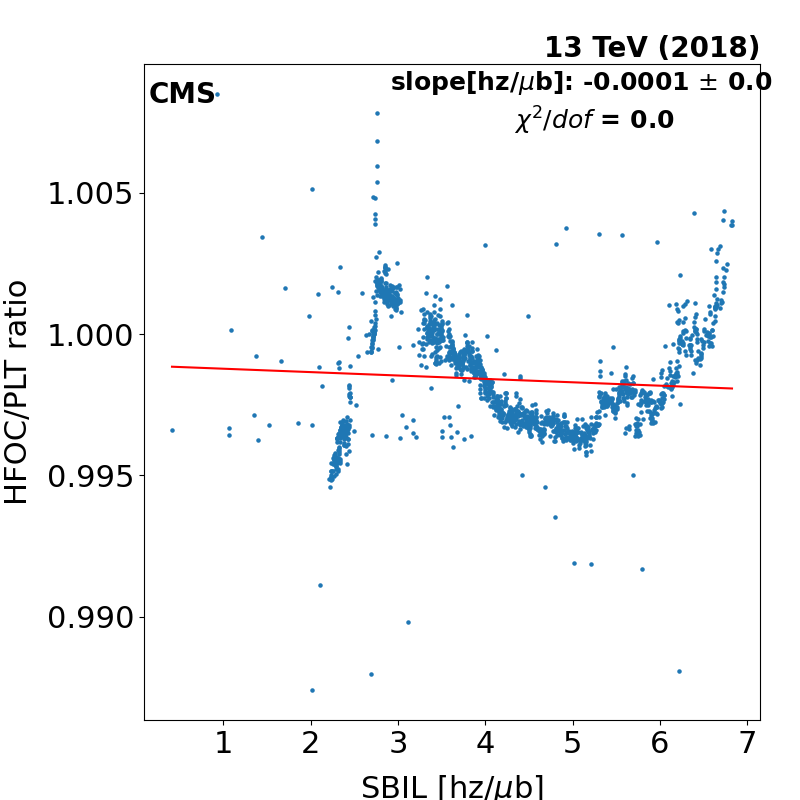 13 TeV (2018)
CMS
slope[hz/μb]: -0.0001 ± 0.0
χ²/dof = 0.0
1.005
1.000
0.995
0.990
HFOC/PLT ratio
1 2 3 4 5 6 7
SBIL [hz/μb]